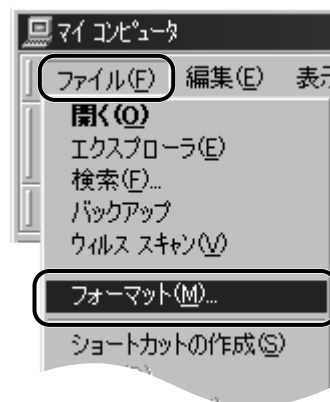 マイ コンピュータ
ファイル(F) 編集(E) 表示
開く(O)
エクスプローラ(E)
検索(F)...
バックアップ
ウィルス スキャン(V)
フォーマット(M)...
ショートカットの作成(S)